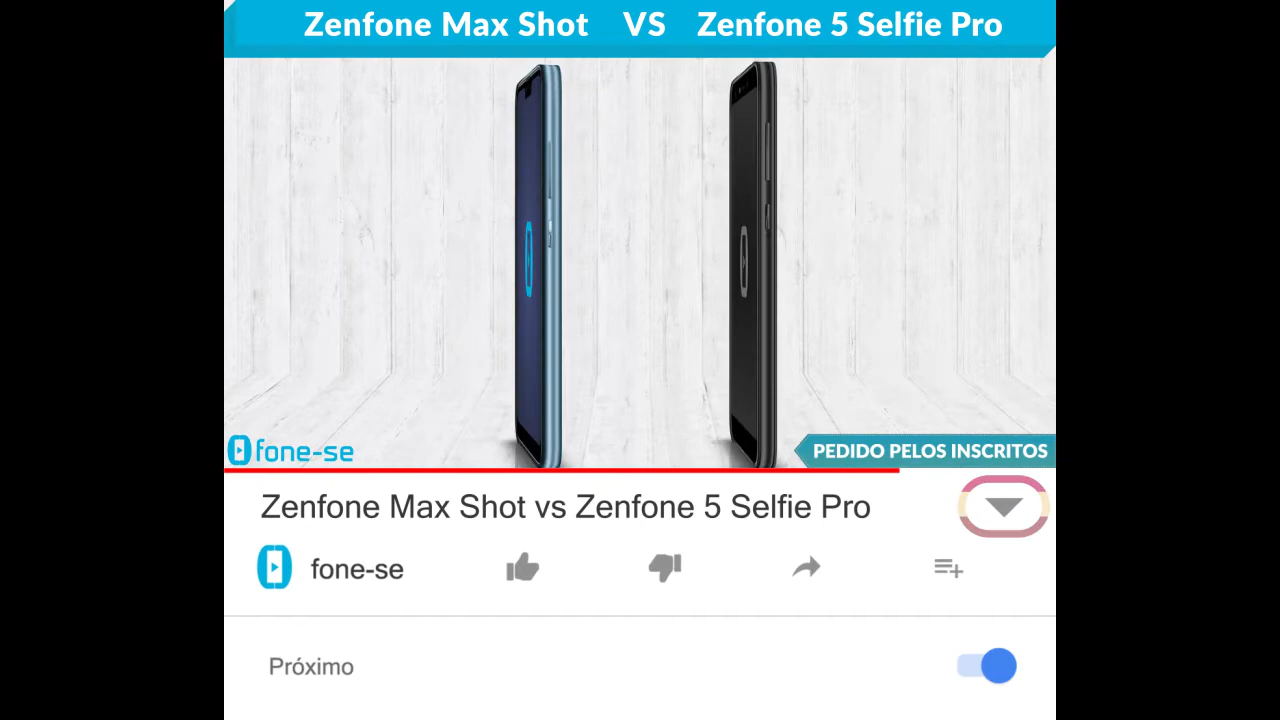 Zenfone Max Shot VS Zenfone 5 Selfie Pro
fone-se
PEDIDO PELOS INSCRITOS
Zenfone Max Shot vs Zenfone 5 Selfie Pro
fone-se
Próximo